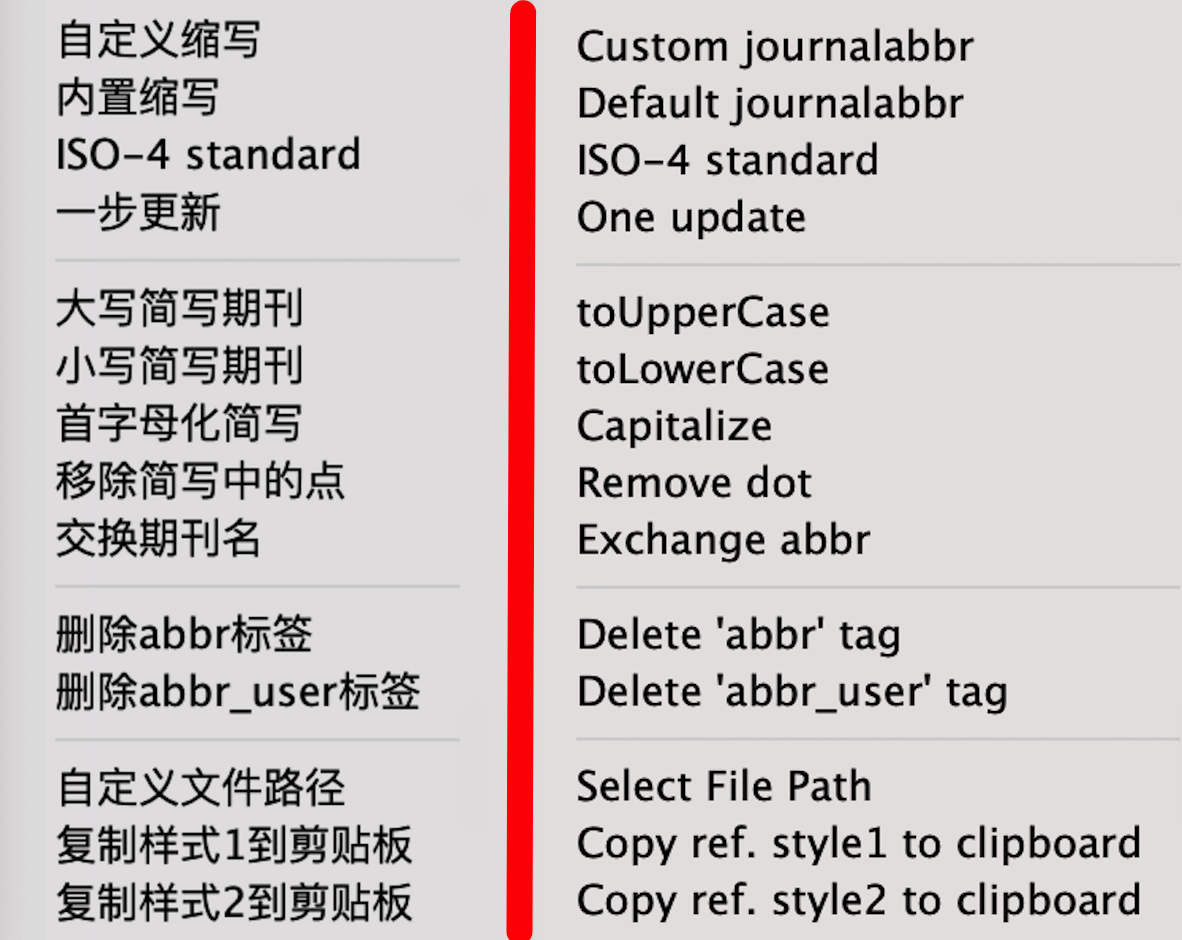 自定义缩写
内置缩写
ISO-4 standard
一步更新
大写简写期刊
小写简写期刊
首字母化简写
移除简写中的点
交换期刊名
删除abbr标签
删除abbr_user标签
自定义文件路径
复制样式1到剪贴板
复制样式2到剪贴板
Custom journalabbr
Default journalabbr
ISO-4 standard
One update
toUpperCase
toLowerCase
Capitalize
Remove dot
Exchange abbr
Delete 'abbr' tag
Delete 'abbr_user' tag
Select File Path
Copy ref. style1 to clipboard
Copy ref. style2 to clipboard